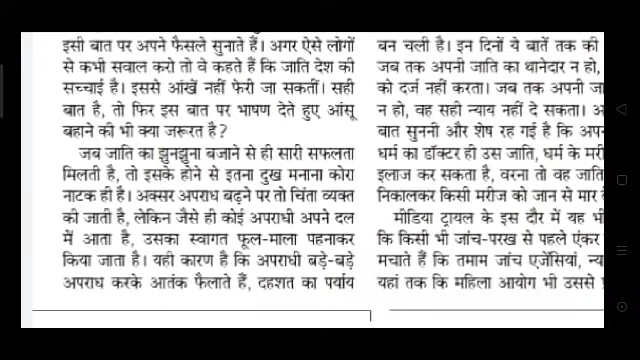 इसी बात पर अपने फैसले सुनाते हैं। अगर ऐसे लोगों
से कभी सवाल करो तो वे कहते हैं कि जाति देश की
सच्चाई है। इससे आंखें नहीं फेरी जा सकतीं। सही
बात है, तो फिर इस बात पर भाषण देते हुए आंसू
बहाने की भी क्या जरूरत है?
जब जाति का झुनझुना बजाने से ही सारी सफलता
मिलती है, तो इसके होने से इतना दुख मनाना कोरा
नाटक ही है। अक्सर अपराध बढ़ने पर तो चिंता व्यक्त
की जाती है, लेकिन जैसे ही कोई अपराधी अपने दल
में आता है, उसका स्वागत फूल-माला पहनाकर
किया जाता है। यही कारण है कि अपराधी बड़े-बड़े
अपराध करके आतंक फैलाते हैं, दहशत का पर्याय
बन चली है। इन दिनों ये बातें तक की
जब तक अपनी जाति का थानेदार न हो,
को दर्ज नहीं करता। जब तक अपनी जा
न हो, वह सही न्याय नहीं दे सकता। अ
बात सुननी और शेष रह गई है कि अपन
धर्म का डॉक्टर ही उस जाति, धर्म के मरी
इलाज कर सकता है, वरना तो वह जाति
निकालकर किसी मरीज को जान से मार दे
मीडिया ट्रायल के इस दौर में यह भी
कि किसी भी जांच-परख से पहले एंकर
मचाते हैं कि तमाम जांच एजेंसियां, न्या
यहां तक कि महिला आयोग भी उससे